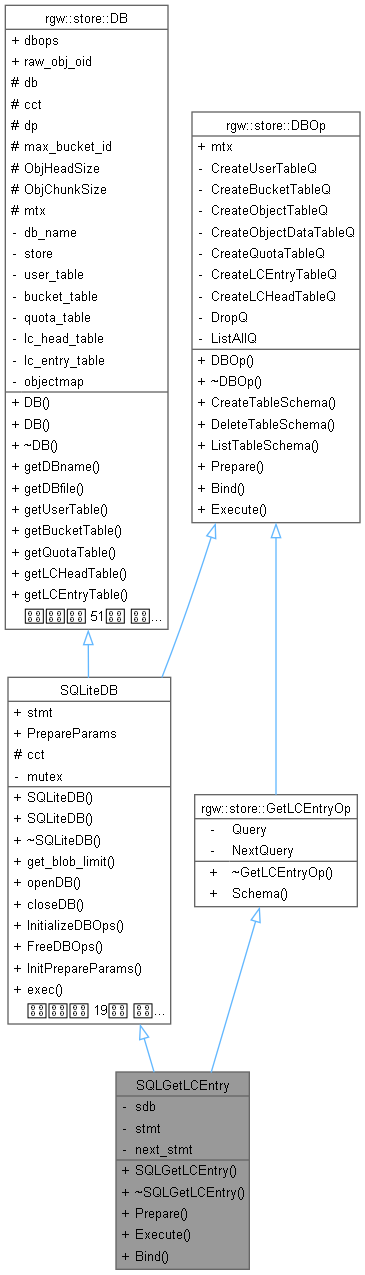 rgw::store::DB
+ dbops
+ raw_obj_oid
# db
# cct
# dp
# max_bucket_id
# ObjHeadSize
# ObjChunkSize
# mtx
- db_name
- store
- user_table
- bucket_table
- quota_table
- lc_head_table
- lc_entry_table
- objectmap
+ DB()
+ DB()
+ ~DB()
+ getDBname()
+ getDBfile()
+ getUserTable()
+ getBucketTable()
+ getQuotaTable()
+ getLCHeadTable()
+ getLCEntryTable()
51 ...
rgw::store::DBOp
+ mtx
- CreateUserTableQ
- CreateBucketTableQ
- CreateObjectTableQ
- CreateObjectDataTableQ
- CreateQuotaTableQ
- CreateLCEntryTableQ
- CreateLCHeadTableQ
- DropQ
- ListAllQ
+ DBOp()
+ ~DBOp()
+ CreateTableSchema()
+ DeleteTableSchema()
+ ListTableSchema()
+ Prepare()
+ Bind()
+ Execute()
SQLiteDB
+ stmt
+ PrepareParams
# cct
- mutex
+ SQLiteDB()
+ SQLiteDB()
+ ~SQLiteDB()
+ get_blob_limit()
+ openDB()
+ closeDB()
+ InitializeDBOps()
+ FreeDBOps()
+ InitPrepareParams()
+ exec()
19 ...
rgw::store::GetLCEntryOp
- Query
- NextQuery
+ ~GetLCEntryOp()
+ Schema()
SQLGetLCEntry
- sdb
- stmt
- next_stmt
+ SQLGetLCEntry()
+ ~SQLGetLCEntry()
+ Prepare()
+ Execute()
+ Bind()